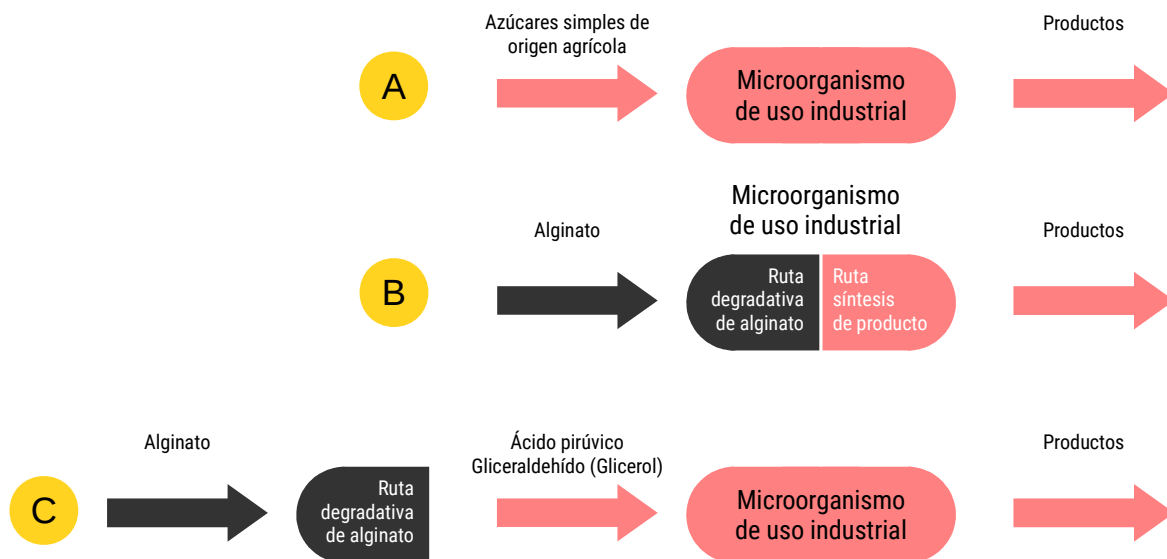 A
Azúcares simples de
origen agrícola
Microorganismo
de uso industrial
Productos
B
Alginato
Microorganismo
de uso industrial
Ruta
degradativa
de alginato
Ruta
síntesis
de producto
Productos
C
Alginato
Ruta
degradativa
de alginato
Ácido pirúvico
Gliceraldehído (Glicerol)
Microorganismo
de uso industrial
Productos